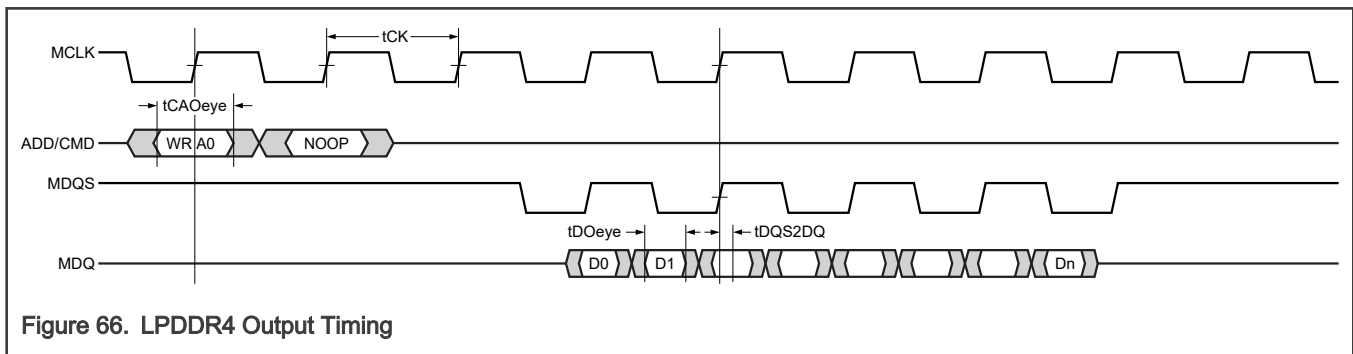 MCLK
tCK
tCAOeye
ADD/CMD
WR A0
NOOP
MDQS
tDOeye
tDQS2DQ
MDQ
D0
D1
Dn
Figure 66. LPDDR4 Output Timing